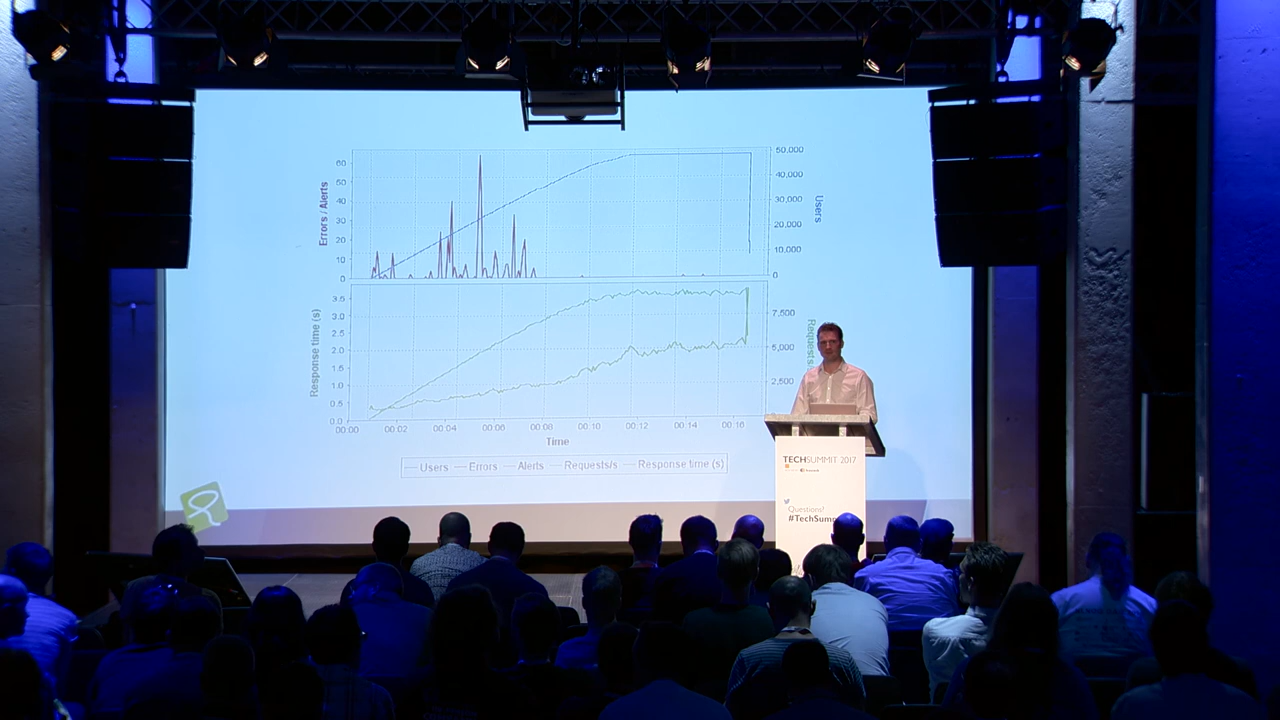 50,000
60
40,000
50
Errors / Alerts
40
30,000
Users
30
20,000
20
10,000
10
0
0
3.5
7,500
3.0
2.5
Response time (s)
5,000
Requests
2.0
1.5
2,500
1.0
0.5
0.0
00:00 00:02 00:04 00:06 00:08 00:10 00:12 00:14 00:16
Time
Users Errors Alerts Requests/s Response time (s)
TECHSUMMIT 2017
Questions?
#TechSumm